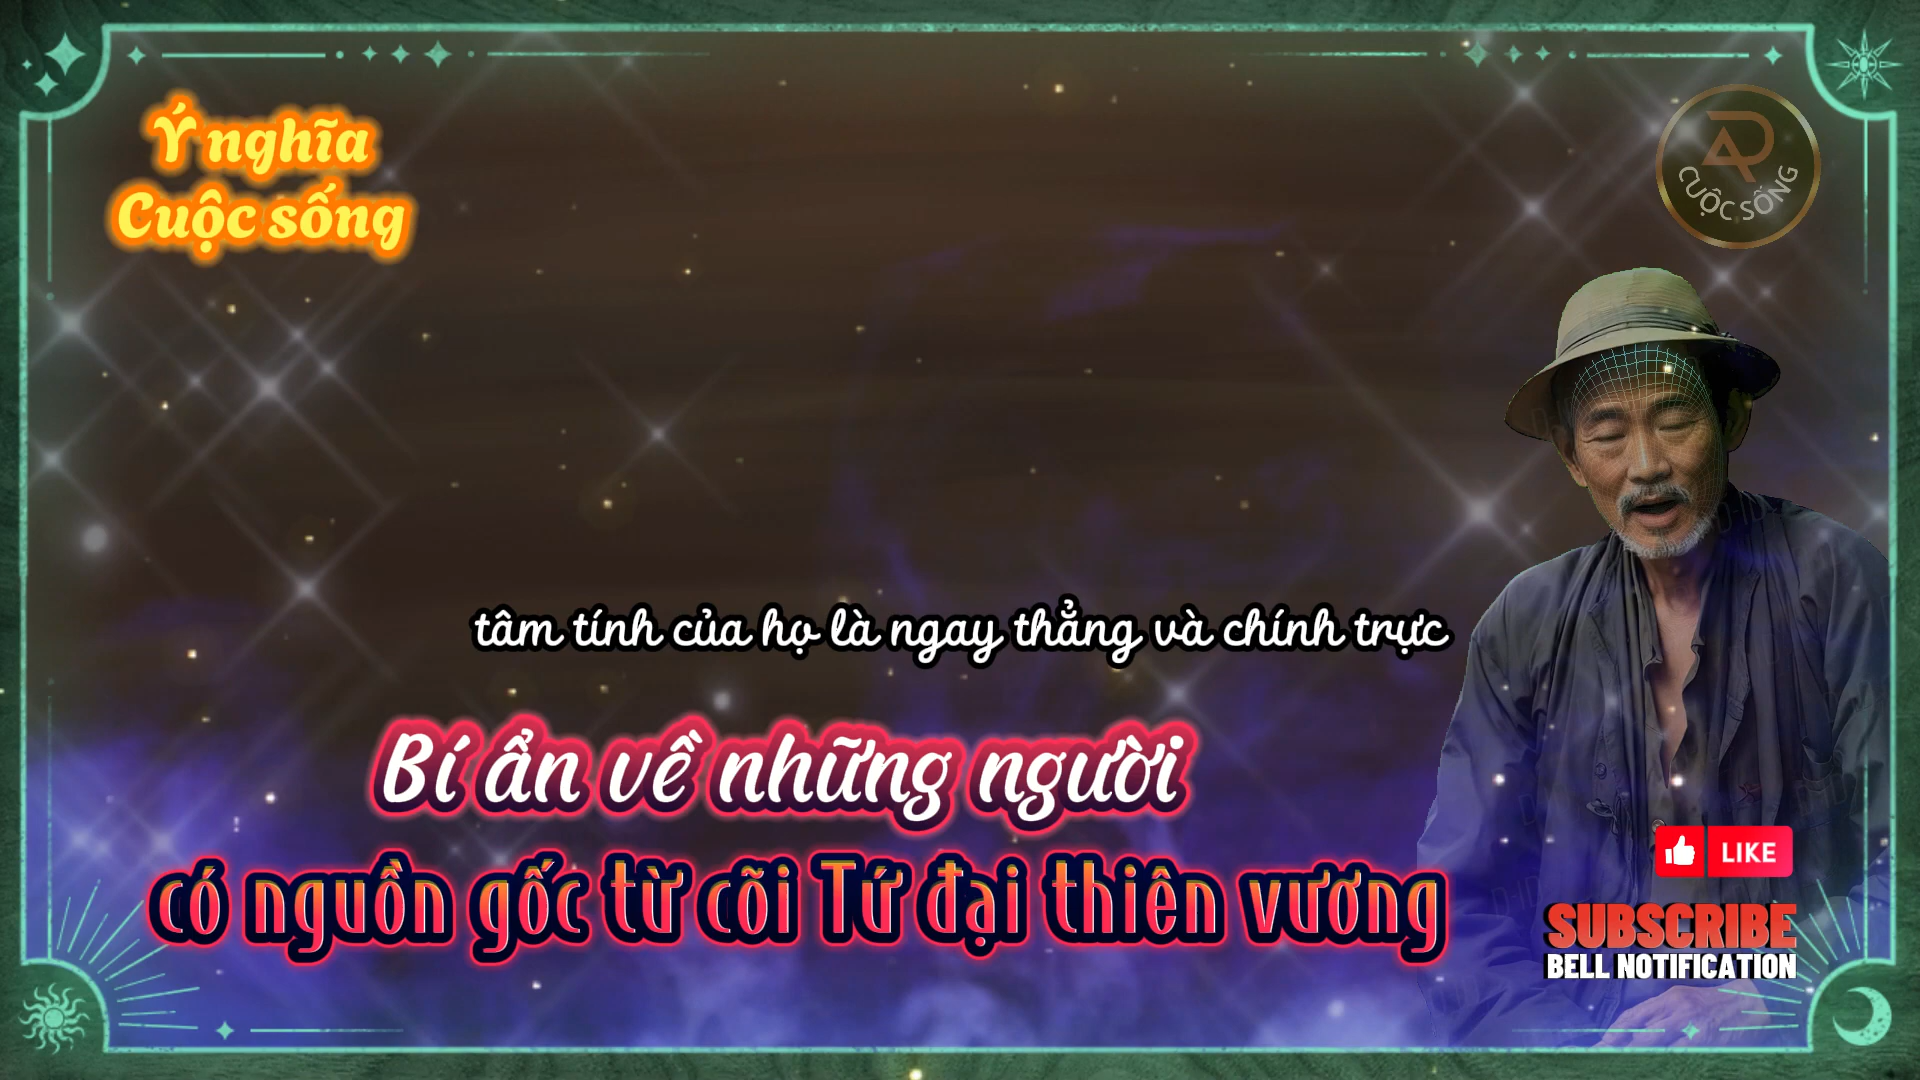 Ý nghĩa
Cuộc sống
CUỘC SỐNG
tâm tính của họ là ngay thẳng và chính trực
Bí ẩn về những người
có nguồn gốc từ cõi Tứ đại thiên vương
LIKE
SUBSCRIBE
BELL NOTIFICATION